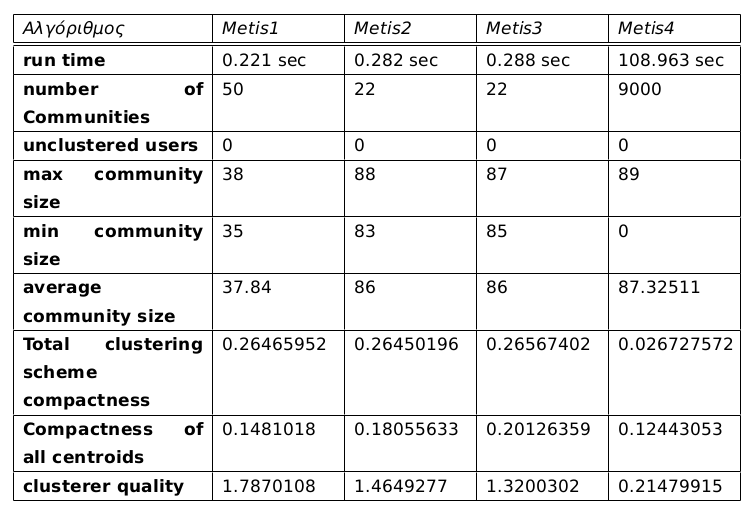 Αλγόριθμος Metis1 Metis2 Metis3 Metis4
run time 0.221 sec 0.282 sec 0.288 sec 108.963 sec
number of 50 22 22 9000
Communities
unclustered users 0 0 0 0
max community 38 88 87 89
size
min community 35 83 85 0
size
average 37.84 86 86 87.32511
community size
Total clustering 0.26465952 0.26450196 0.26567402 0.026727572
scheme
compactness
Compactness of 0.1481018 0.18055633 0.20126359 0.12443053
all centroids
clusterer quality 1.7870108 1.4649277 1.3200302 0.21479915